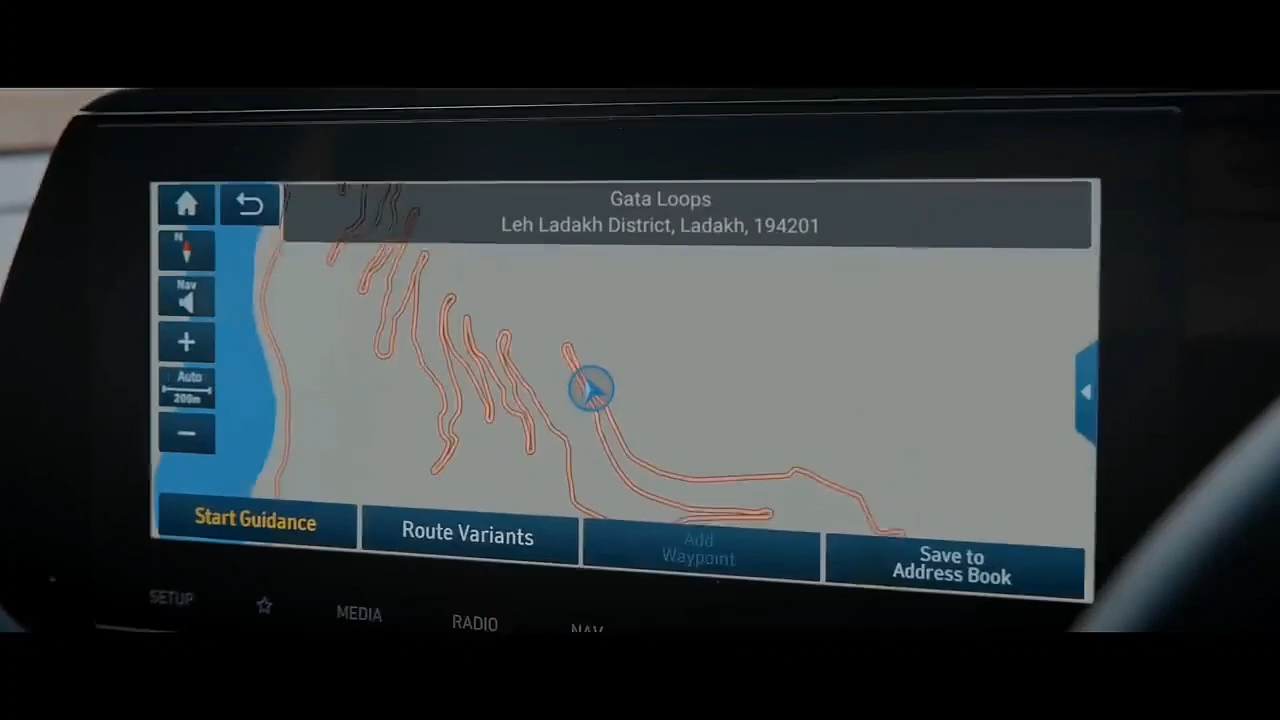 Gata Loops
Leh Ladakh District, Ladakh, 194201
N
Nav
+
Auto
200m
−
Start Guidance
Route Variants
Add
Waypoint
Save to
Address Book
SETUP
MEDIA
RADIO
NAV